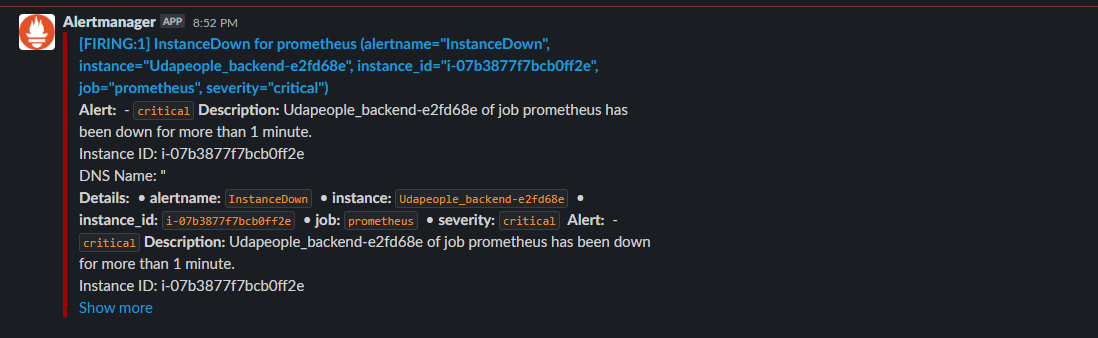 Alertmanager APP 8:52 PM
[FIRING:1] InstanceDown for prometheus (alertname="InstanceDown",
instance="Udapeople_backend-e2fd68e", instance_id="i-07b3877f7bcb0ff2e",
job="prometheus", severity="critical")
Alert: - critical Description: Udapeople_backend-e2fd68e of job prometheus has
been down for more than 1 minute.
Instance ID: i-07b3877f7bcb0ff2e
DNS Name: "
Details: • alertname: InstanceDown • instance: Udapeople_backend-e2fd68e •
instance_id: i-07b3877f7bcb0ff2e • job: prometheus • severity: critical Alert: -
critical Description: Udapeople_backend-e2fd68e of job prometheus has been down
for more than 1 minute.
Instance ID: i-07b3877f7bcb0ff2e
Show more